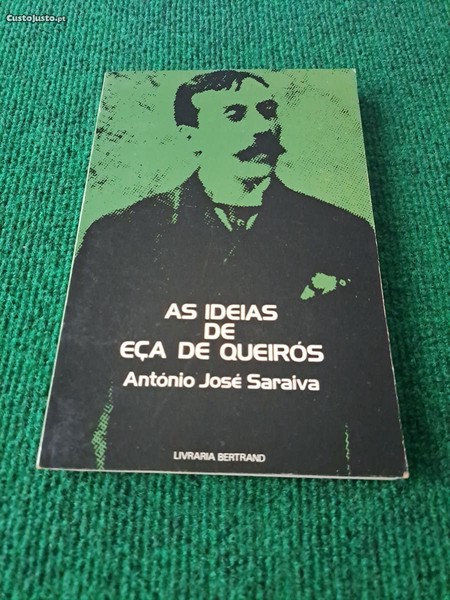 CustoJusto.pt
AS IDEIAS
DE
EÇA DE QUEIRÓS
António José Saraiva
LIVRARIA BERTRAND